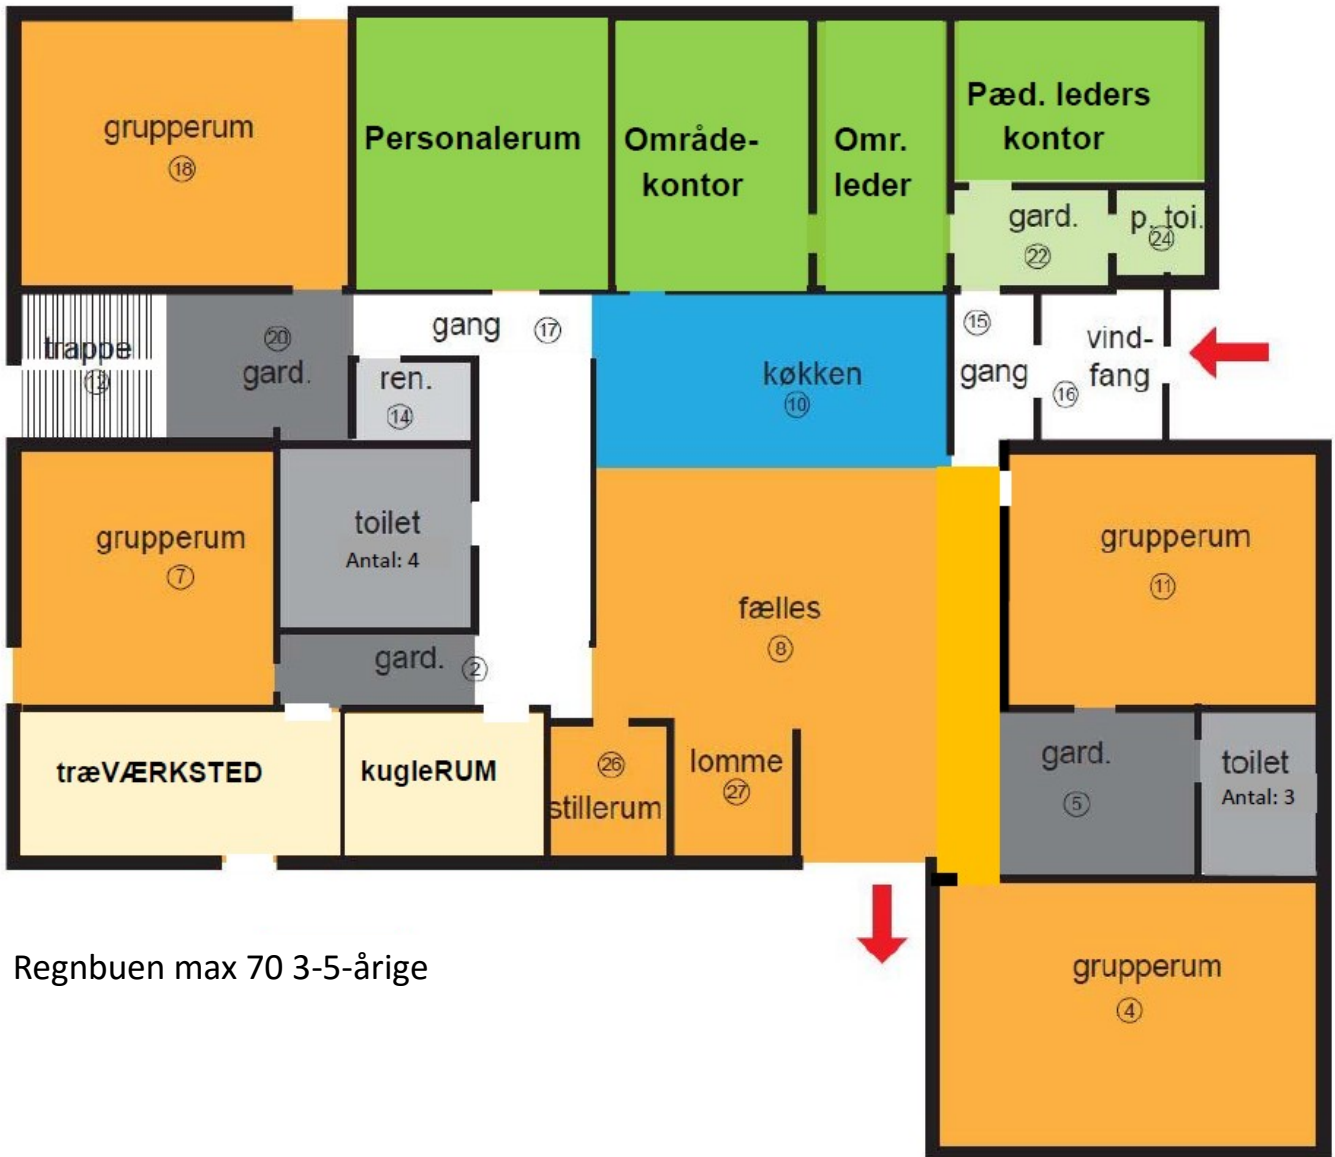 grupperum
18
Personalerum
Område-
kontor
Omr.
leder
Pæd. leders
kontor
gard.
22
p. toi.
24
trappe
12
20
gard.
gang
17
ren.
14
køkken
10
15
gang
vind-
fang
16
grupperum
7
toilet
Antal: 4
gard.
2
fælles
8
grupperum
11
træVÆRKSTED
kugleRUM
26
stillerum
lomme
27
gard.
5
toilet
Antal: 3
grupperum
4
Regnbuen max 70 3-5-årige